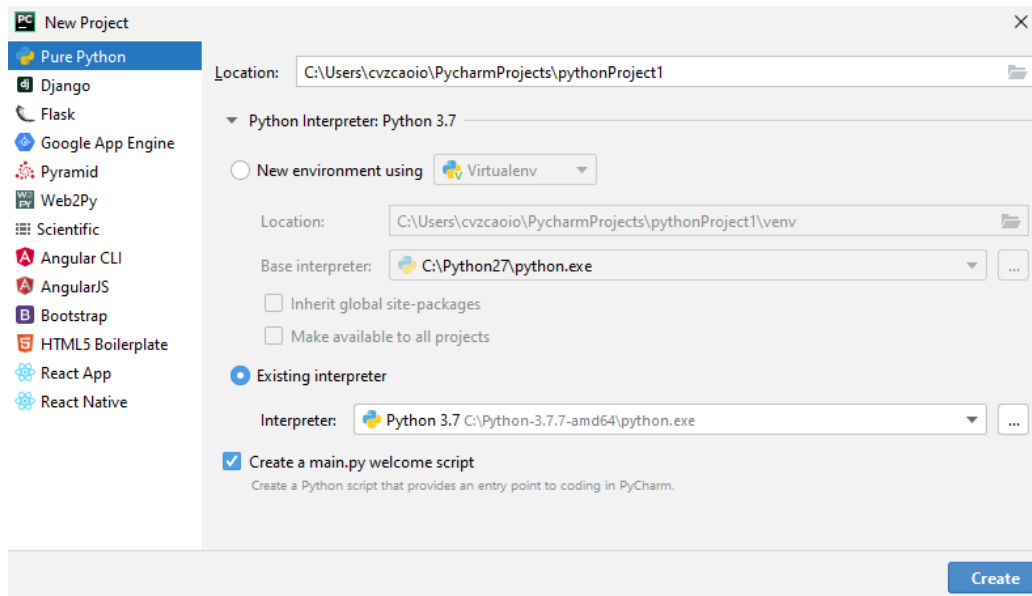 New Project
Pure Python
Django
Flask
Google App Engine
Pyramid
Web2Py
Scientific
Angular CLI
AngularJS
Bootstrap
HTML5 Boilerplate
React App
React Native
Location: C:\Users\cvzcaoio\PycharmProjects\pythonProject1
Python Interpreter: Python 3.7
New environment using Virtualenv
Location: C:\Users\cvzcaoio\PycharmProjects\pythonProject1\venv
Base interpreter: C:\Python27\python.exe ...
Inherit global site-packages
Make available to all projects
Existing interpreter
Interpreter: Python 3.7 C:\Python-3.7.7-amd64\python.exe ...
Create a main.py welcome script
Create a Python script that provides an entry point to coding in PyCharm.
Create